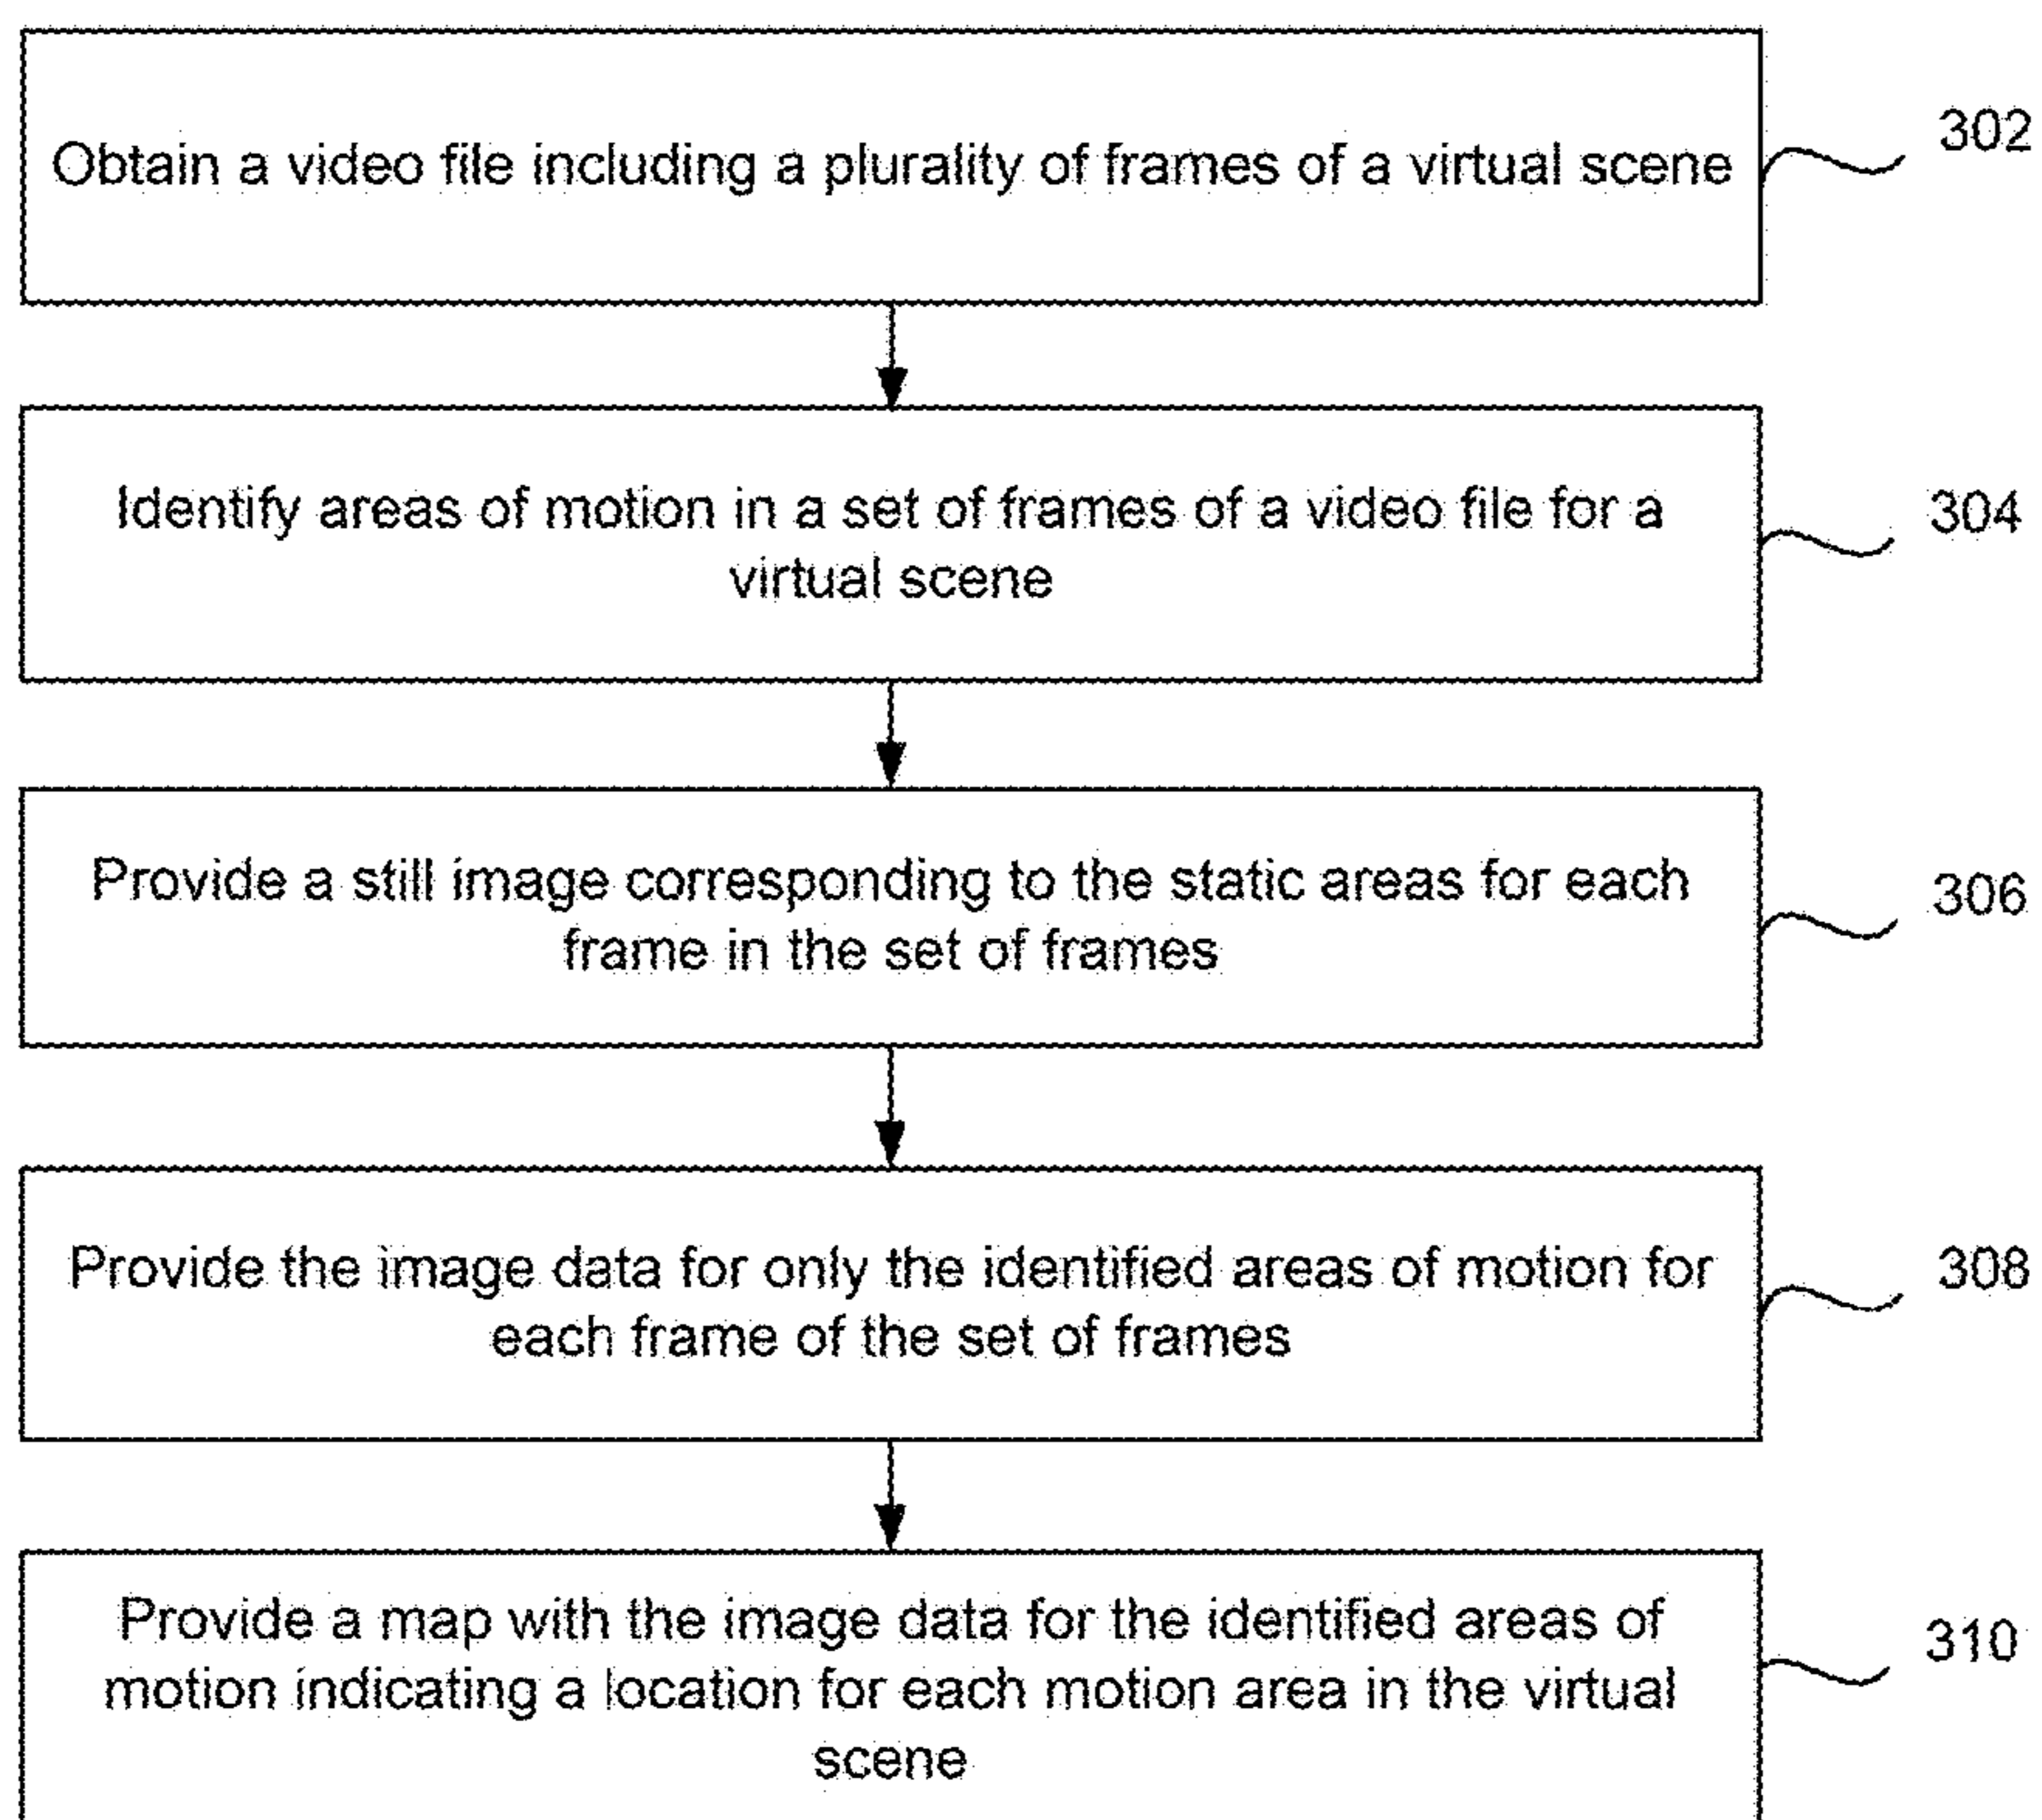 Obtain a video file including a plurality of frames of a virtual scene
302
Identify areas of motion in a set of frames of a video file for a
virtual scene
304
Provide a still image corresponding to the static areas for each
frame in the set of frames
306
Provide the image data for only the identified areas of motion for
each frame of the set of frames
308
Provide a map with the image data for the identified areas of
motion indicating a location for each motion area in the virtual
scene
310